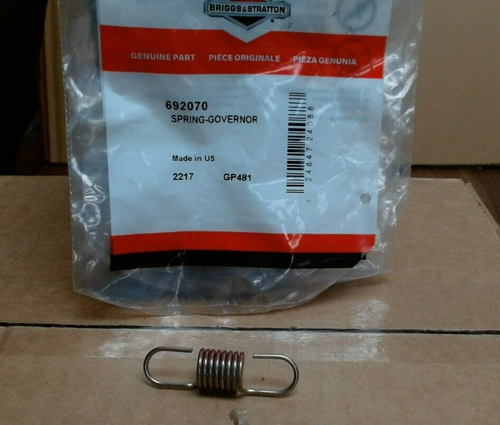 BRIGGS & STRATTON
GENUINE PART PIÈCE ORIGINALE PIEZA GENUINA
692070
SPRING-GOVERNOR
Made in US
2217 GP481
24847 24088